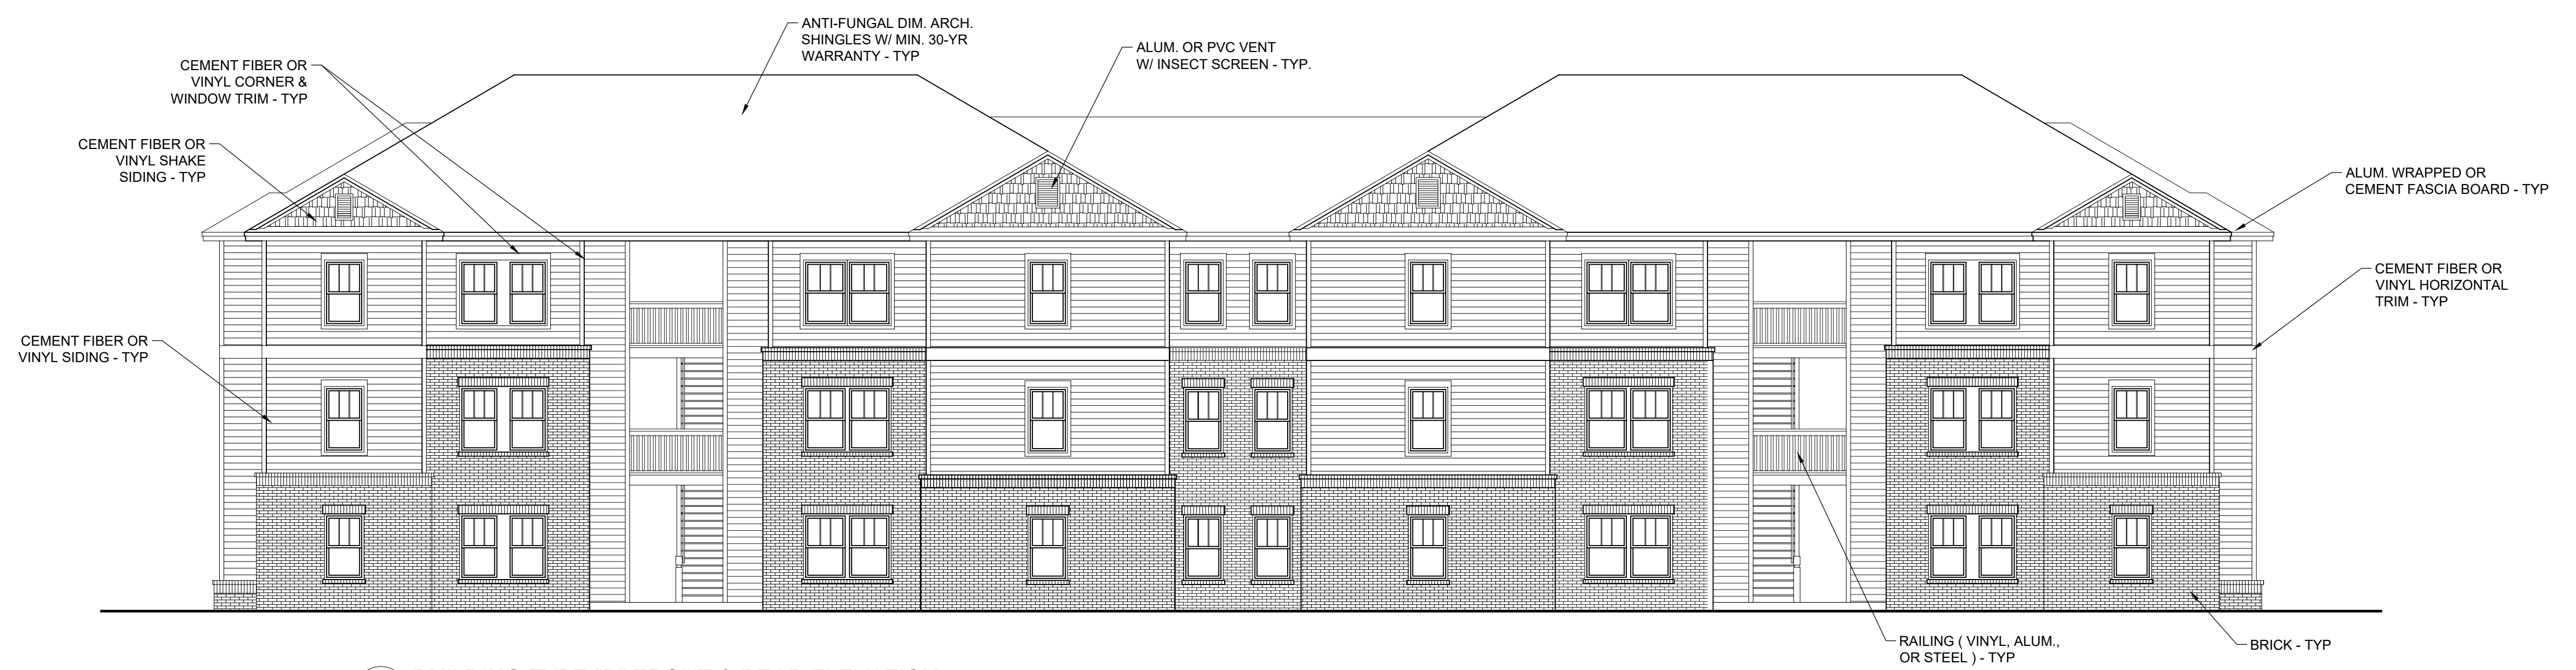 ANTI-FUNGAL DIM. ARCH.
SHINGLES W/ MIN. 30-YR
WARRANTY - TYP
ALUM. OR PVC VENT
W/ INSECT SCREEN - TYP.
CEMENT FIBER OR
VINYL CORNER &
WINDOW TRIM - TYP
CEMENT FIBER OR
VINYL SHAKE
SIDING - TYP
ALUM. WRAPPED OR
CEMENT FASCIA BOARD - TYP
CEMENT FIBER OR
VINYL HORIZONTAL
TRIM - TYP
CEMENT FIBER OR
VINYL SIDING - TYP
RAILING ( VINYL, ALUM.,
OR STEEL ) - TYP
BRICK - TYP